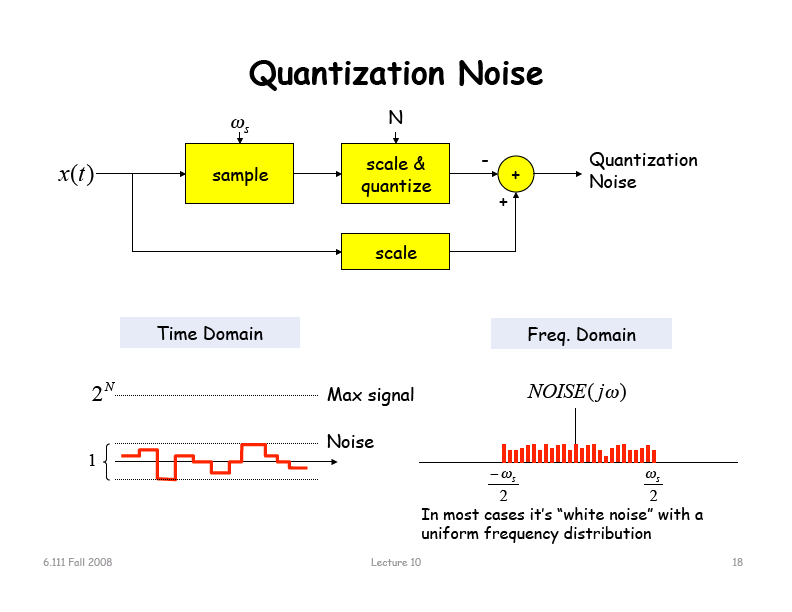 Quantization Noise
ωs
N
x(t)
sample
scale &
quantize
-
+
+
Quantization
Noise
scale
Time Domain
Freq. Domain
2^N
Max signal
NOISE(jω)
Noise
1
-ωs/2
ωs/2
In most cases it's “white noise” with a
uniform frequency distribution
6.111 Fall 2008
Lecture 10
18